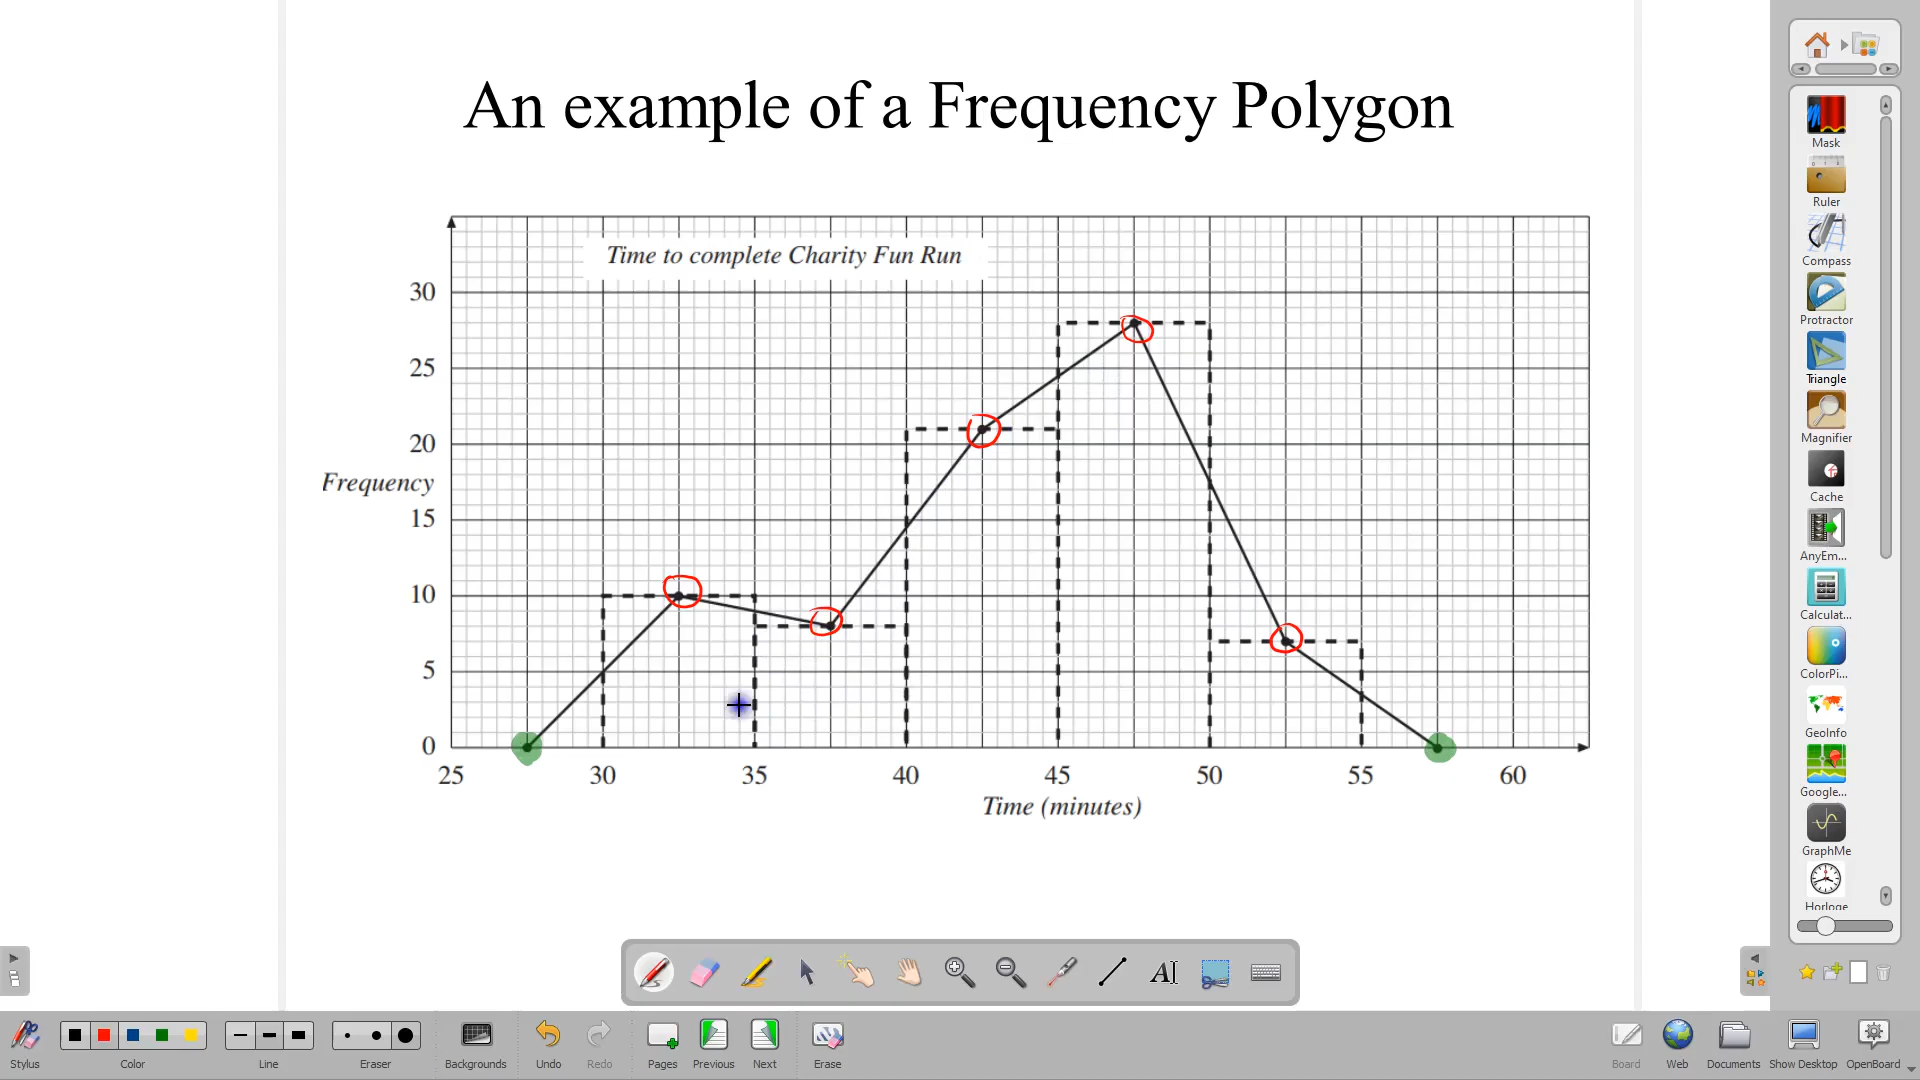 An example of a Frequency Polygon
Time to complete Charity Fun Run
30
25
20
Frequency
15
10
5
0
25 30 35 40 45 50 55 60
Time (minutes)
Mask
Ruler
Compass
Protractor
Triangle
Magnifier
Cache
AnyEm...
Calculat...
ColorPi...
GeoInfo
Google...
GraphMe
Horloge
AI
Stylus Color Line Eraser Backgrounds Undo Redo Pages Previous Next Erase Board Web Documents Show Desktop OpenBoard